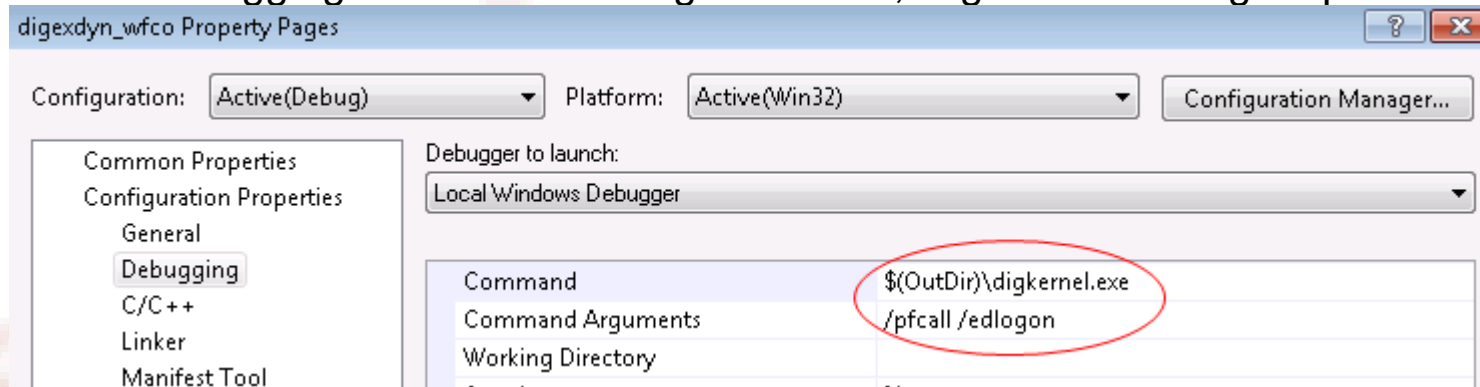 digexdyn_wfco Property Pages
Configuration: Active(Debug) Platform: Active(Win32) Configuration Manager...
Common Properties
Configuration Properties
General
Debugging
C/C++
Linker
Manifest Tool
Debugger to launch:
Local Windows Debugger
Command $(OutDir)\digkernel.exe
Command Arguments /pfcall /edlogon
Working Directory